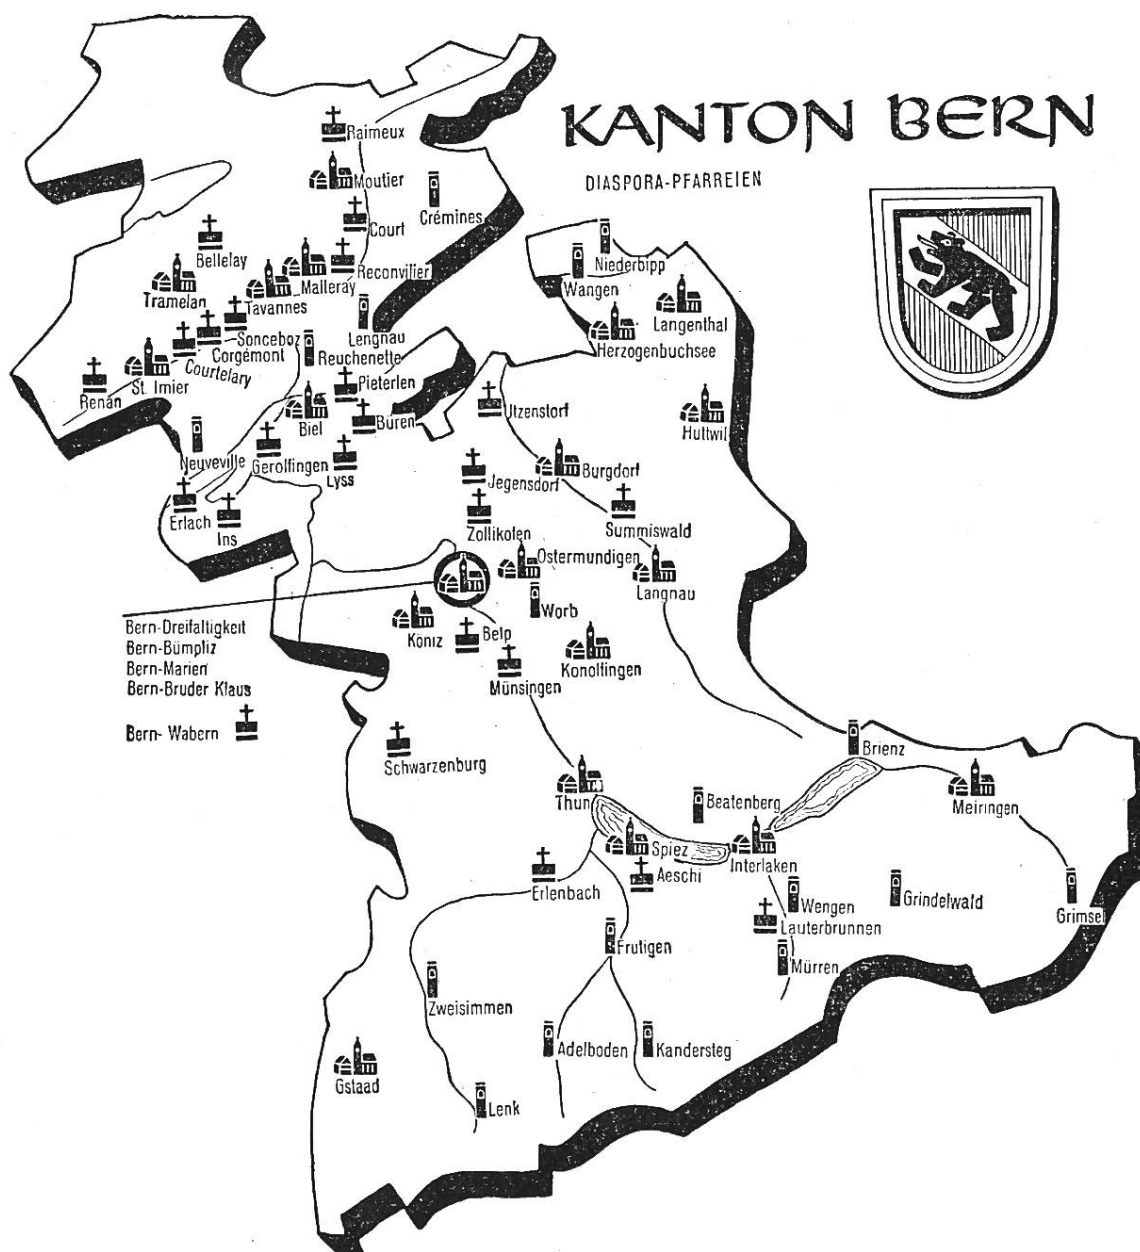 KANTON BERN
DIASPORA-PFARREIEN
Raimeux
Moutier
Crémines
Court
Bellelay
Reconvilier
Malleray
Tramelan
Tavannes
Niederbipp
Wangen
Langenthal
Herzogenbuchsee
Lengnau
Sonceboz
Corgémont
Reuchenette
Courtelary
St. Imier
Renan
Pieterlen
Biel
Büren
Utzenstorf
Huttwil
Neuveville
Gerolfingen
Lyss
Jegensdorf
Burgdorf
Erlach
Ins
Zollikofen
Summiswald
Ostermundigen
Langnau
Worb
Köniz
Belp
Konolfingen
Münsingen
Bern-Dreifaltigkeit
Bern-Bümpliz
Bern-Marien
Bern-Bruder Klaus
Bern-Wabern
Schwarzenburg
Brienz
Thun
Beatenberg
Meiringen
Spiez
Interlaken
Aeschi
Erlenbach
Wengen
Grindelwald
Grimsel
Lauterbrunnen
Frutigen
Mürren
Zweisimmen
Adelboden
Kandersteg
Gstaad
Lenk